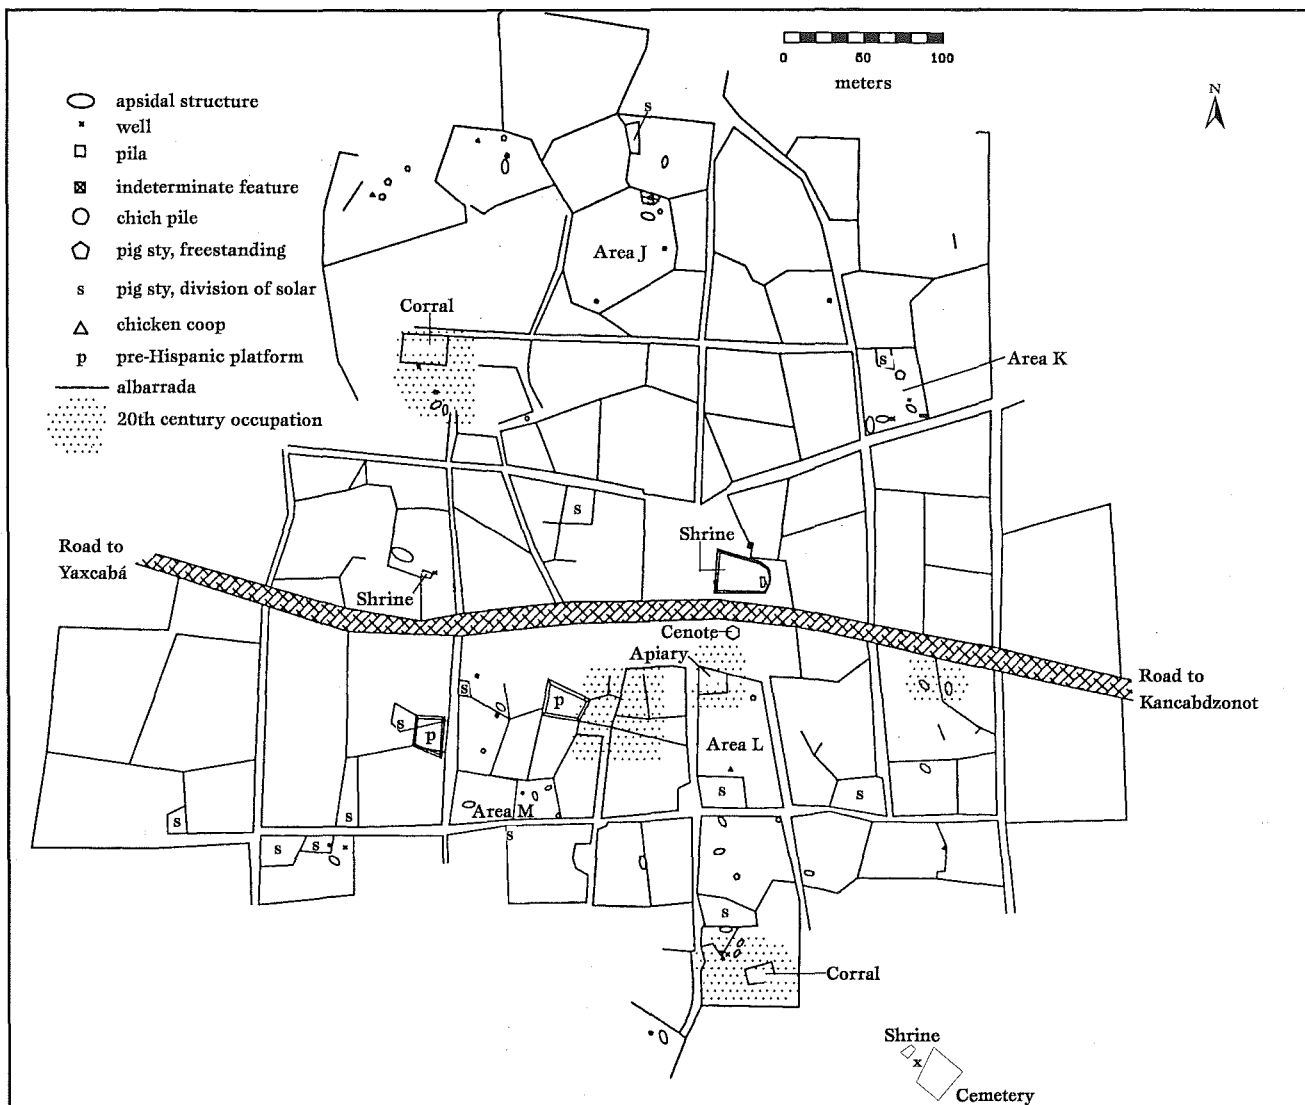 0 50 100
meters
N
apsidal structure
well
pila
indeterminate feature
chich pile
pig sty, freestanding
s pig sty, division of solar
chicken coop
p pre-Hispanic platform
albarrada
20th century occupation
s
Area J
Corral
s
Area K
s
Shrine
Road to
Yaxcabá
Shrine
Cenote
Apiary
Road to
Kancabdzonot
s
p
s
p
Area L
s
s
Area M
s
s
s
s
s
s
Corral
Shrine
x
Cemetery